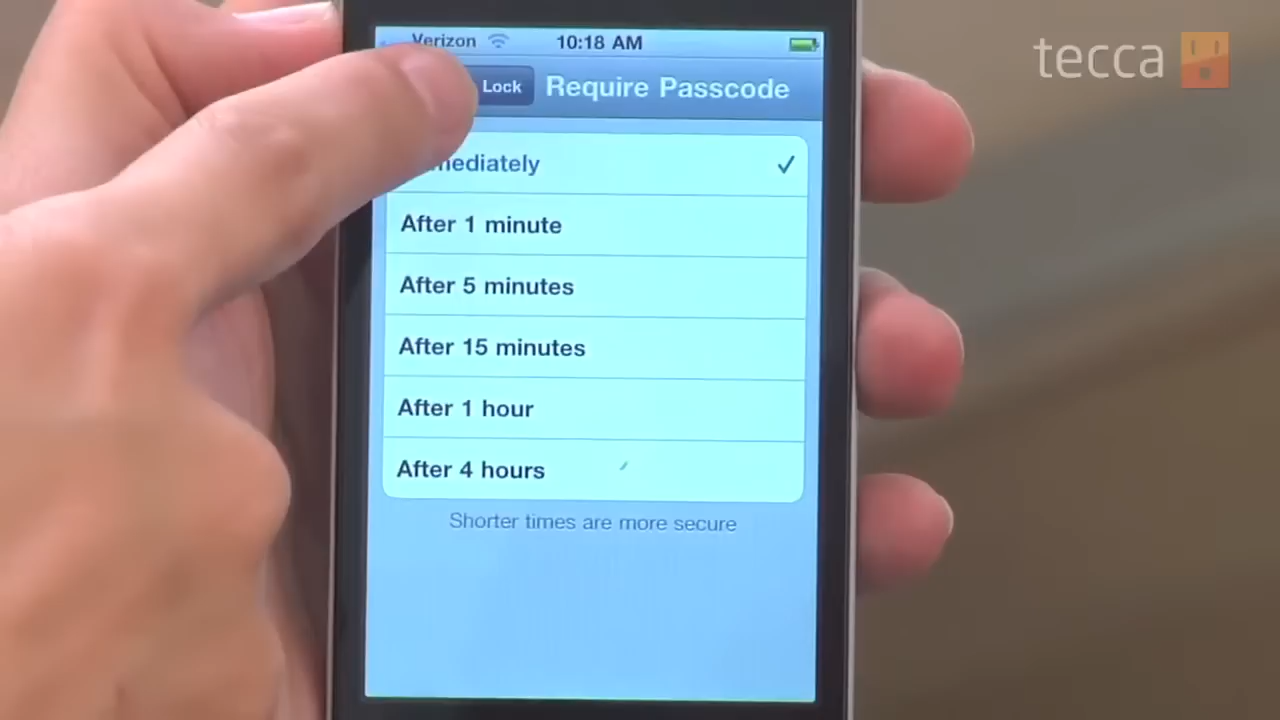 tecca
Verizon 10:18 AM
Lock Require Passcode
mediately
After 1 minute
After 5 minutes
After 15 minutes
After 1 hour
After 4 hours
Shorter times are more secure